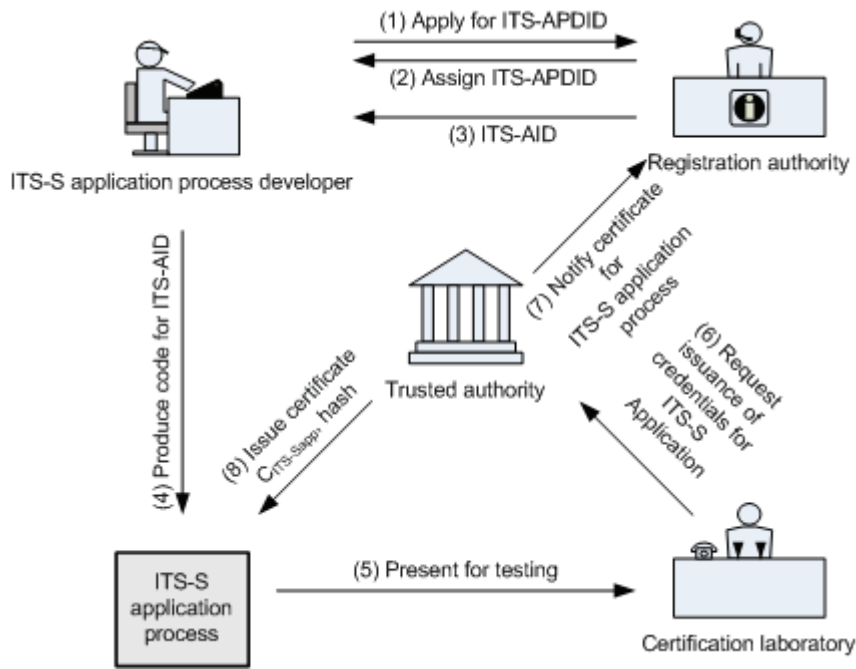 (1) Apply for ITS-APDID
(2) Assign ITS-APDID
(3) ITS-AID
ITS-S application process developer
Registration authority
(4) Produce code for ITS-AID
(7) Notify certificate
for
ITS-S application
process
Trusted authority
(6) Request
issuance of
credentials for
ITS-S
Application
(8) Issue certificate
CITS-Sapp, hash
ITS-S
application
process
(5) Present for testing
Certification laboratory